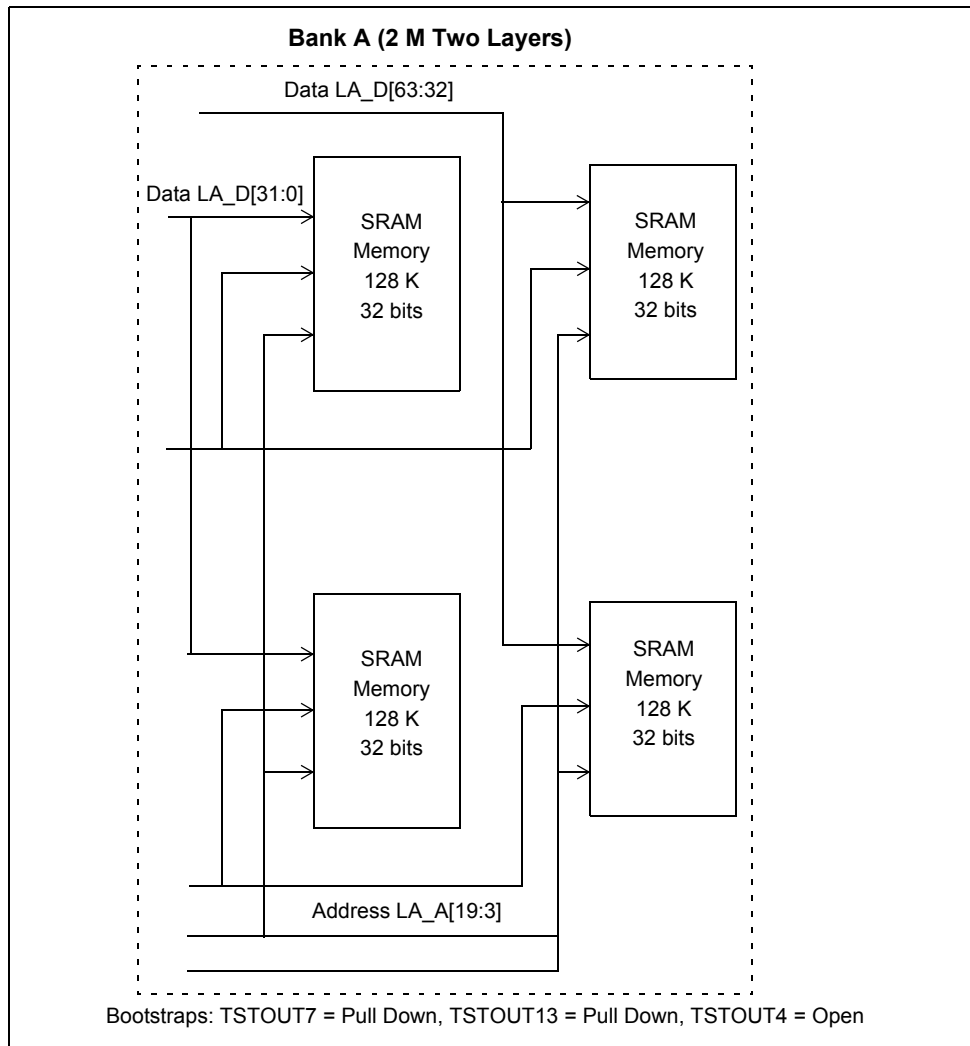 Bank A (2 M Two Layers)
Data LA_D[63:32]
Data LA_D[31:0]
SRAM
Memory
128 K
32 bits
SRAM
Memory
128 K
32 bits
SRAM
Memory
128 K
32 bits
SRAM
Memory
128 K
32 bits
Address LA_A[19:3]
Bootstraps: TSTOUT7 = Pull Down, TSTOUT13 = Pull Down, TSTOUT4 = Open